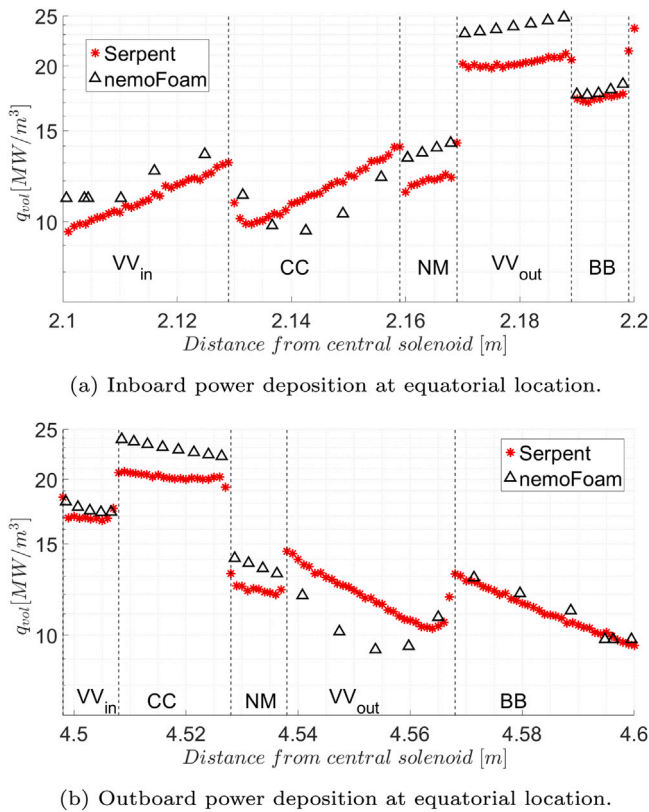 25
20
15
10
q_vol[MW/m^3]
Serpent
nemoFoam
VV_in
CC
NM
VV_out
BB
2.1
2.12
2.14
2.16
2.18
2.2
Distance from central solenoid [m]
(a) Inboard power deposition at equatorial location.
25
20
15
10
q_vol[MW/m^3]
Serpent
nemoFoam
VV_in
CC
NM
VV_out
BB
4.5
4.52
4.54
4.56
4.58
4.6
Distance from central solenoid [m]
(b) Outboard power deposition at equatorial location.